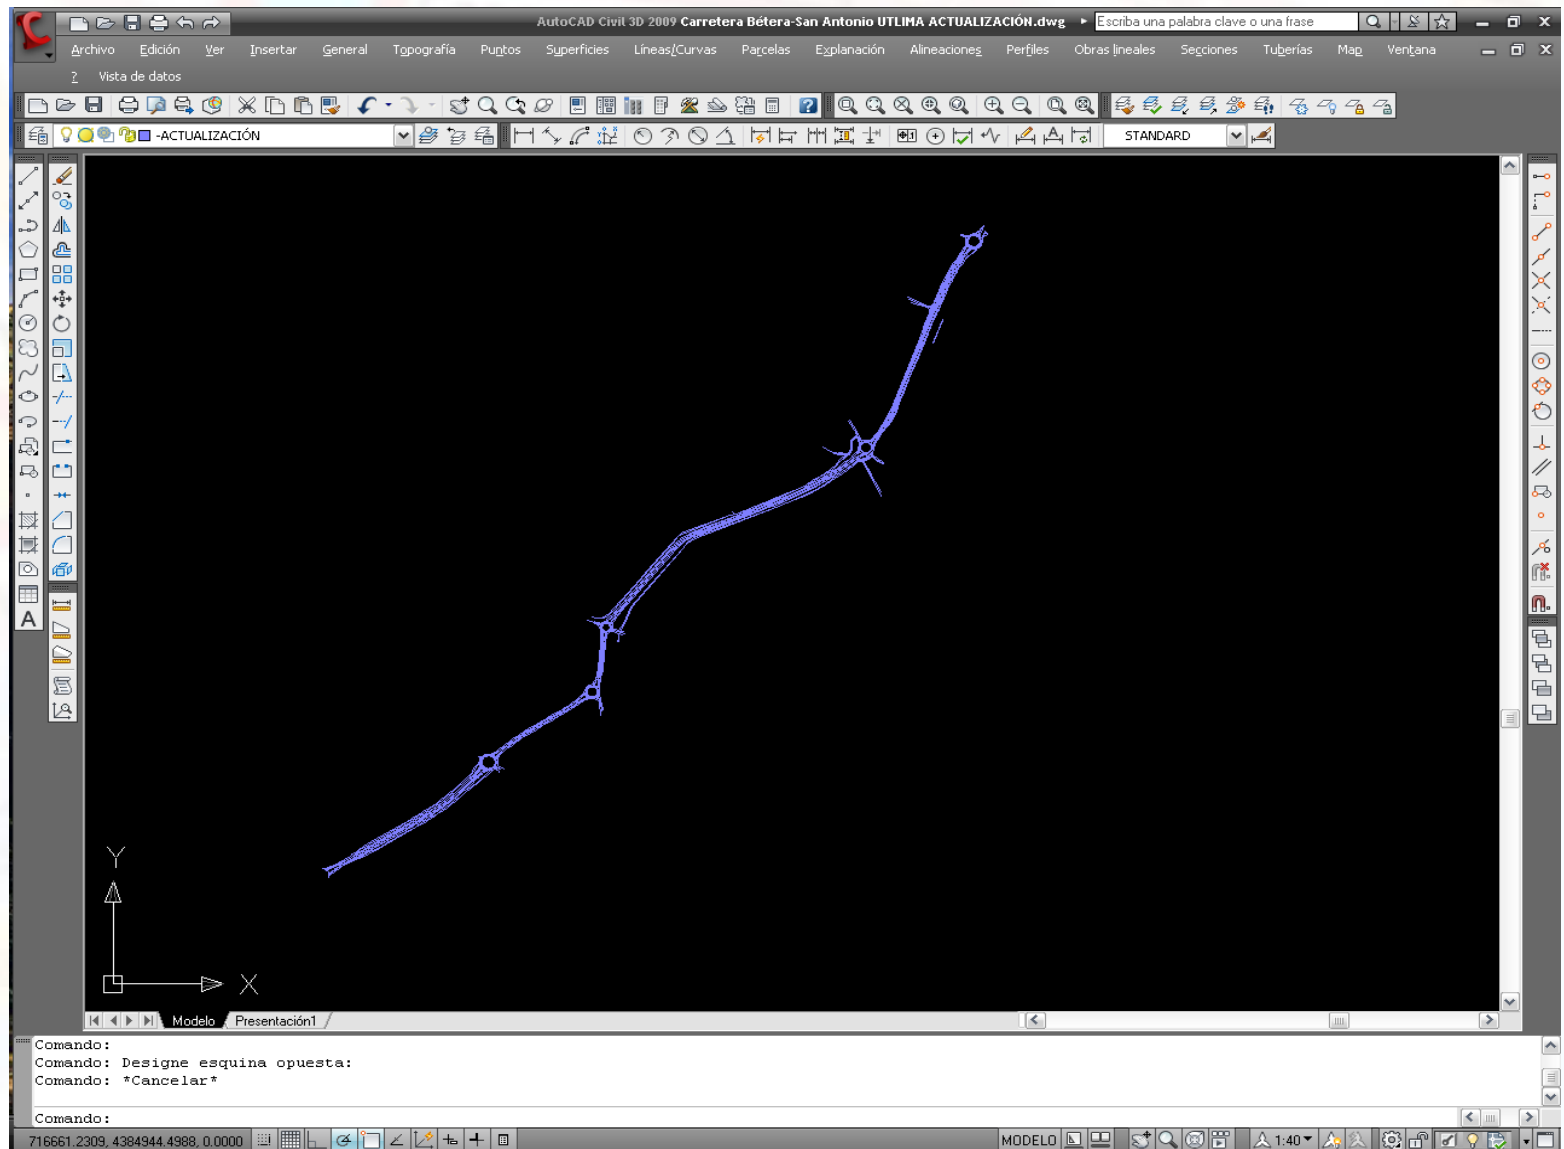 AutoCAD Civil 3D 2009 Carretera Bétera-San Antonio UTLIMA ACTUALIZACIÓN.dwg
Escriba una palabra clave o una frase
Archivo Edición Ver Insertar General Topografía Puntos Superficies Líneas/Curvas Parcelas Explanación Alineaciones Perfiles Obras lineales Secciones Tuberías Map Ventana
? Vista de datos
-ACTUALIZACIÓN
STANDARD
A
Y
X
Modelo Presentación1
Comando:
Comando: Designe esquina opuesta:
Comando: *Cancelar*
Comando:
716661.2309, 4384944.4988, 0.0000 MODELO 1:40